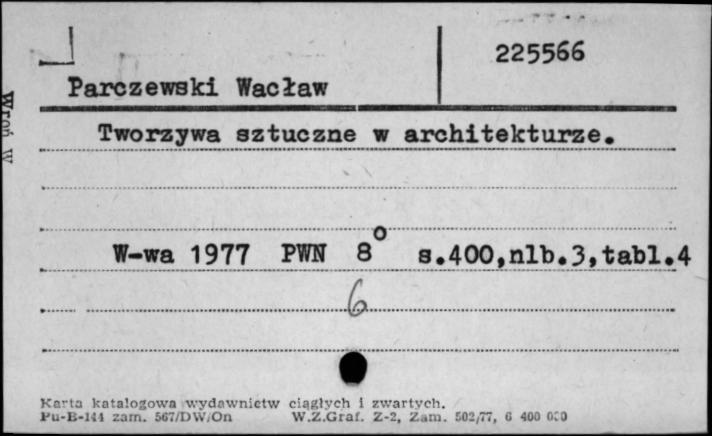 225566
Parczewski Wacław
Tworzywa sztuczne w architekturze.
W-wa 1977 PWN 8° s.400,nlb.3,tabl.4
6
Karta katalogowa wydawnictw ciągłych i zwartych.
Pu-B-144 zam. 567/DW/On W.Z.Graf. Z-2, Zam. 502/77, 6 400 000